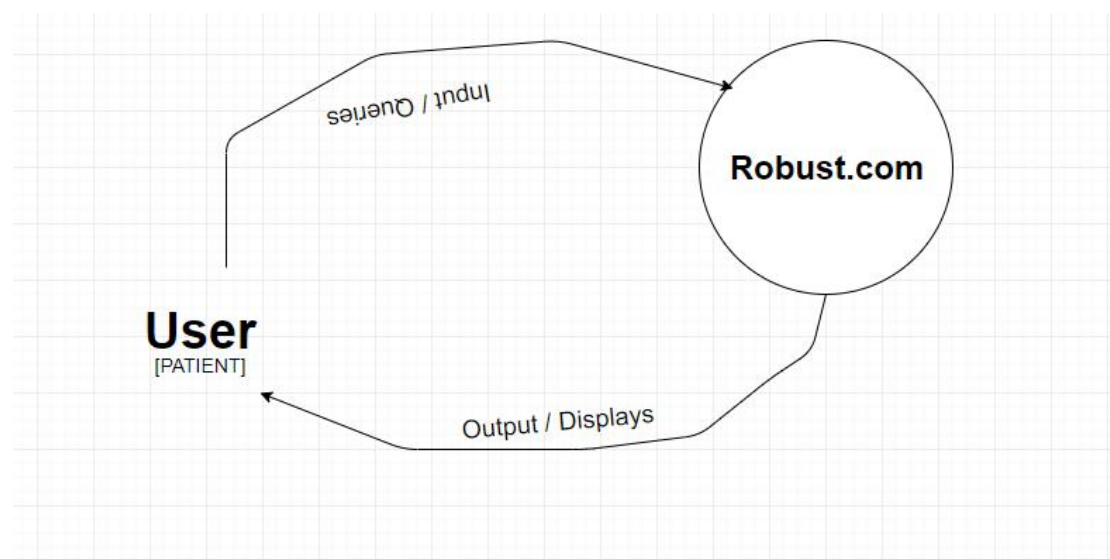 Input / Queries
Robust.com
User
[PATIENT]
Output / Displays